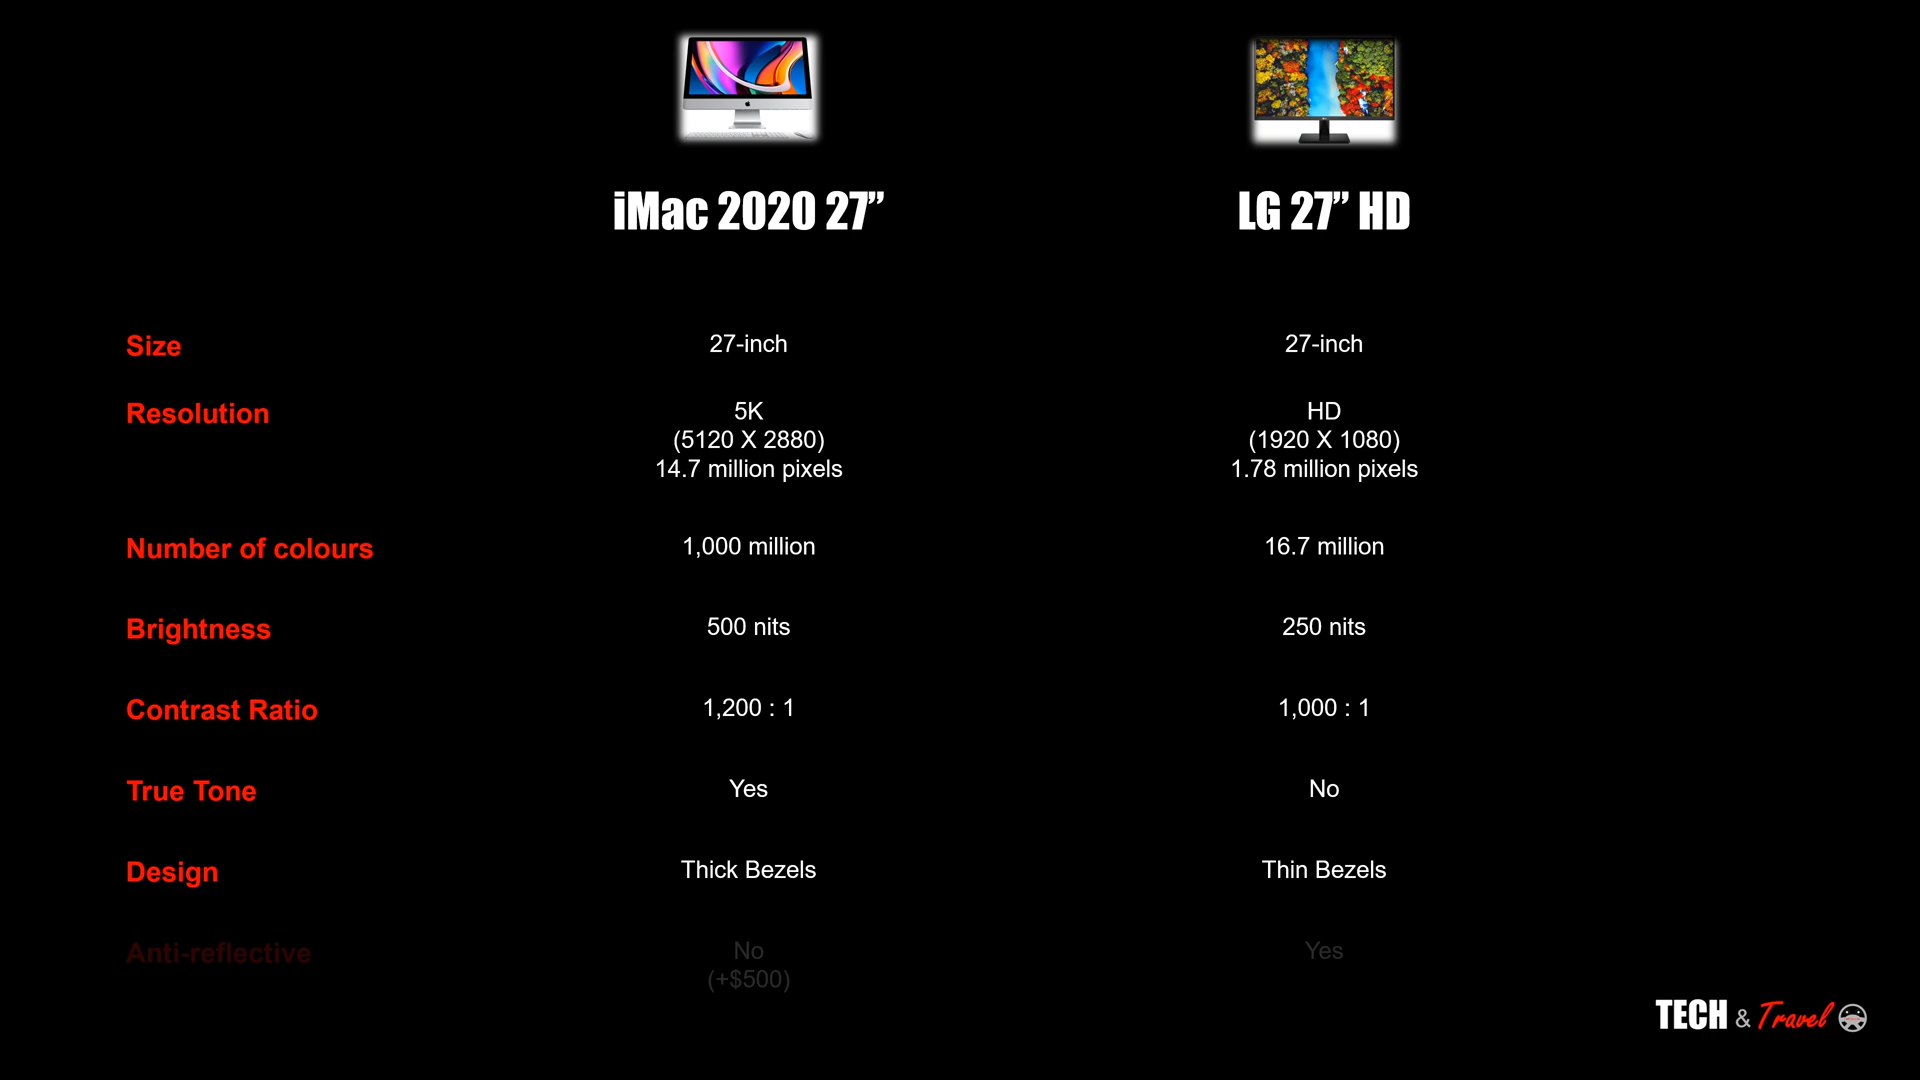 iMac 2020 27”
LG 27” HD
Size
27-inch
27-inch
Resolution
5K
(5120 X 2880)
14.7 million pixels
HD
(1920 X 1080)
1.78 million pixels
Number of colours
1,000 million
16.7 million
Brightness
500 nits
250 nits
Contrast Ratio
1,200 : 1
1,000 : 1
True Tone
Yes
No
Design
Thick Bezels
Thin Bezels
Anti-reflective
No
(+$500)
Yes
TECH & Travel